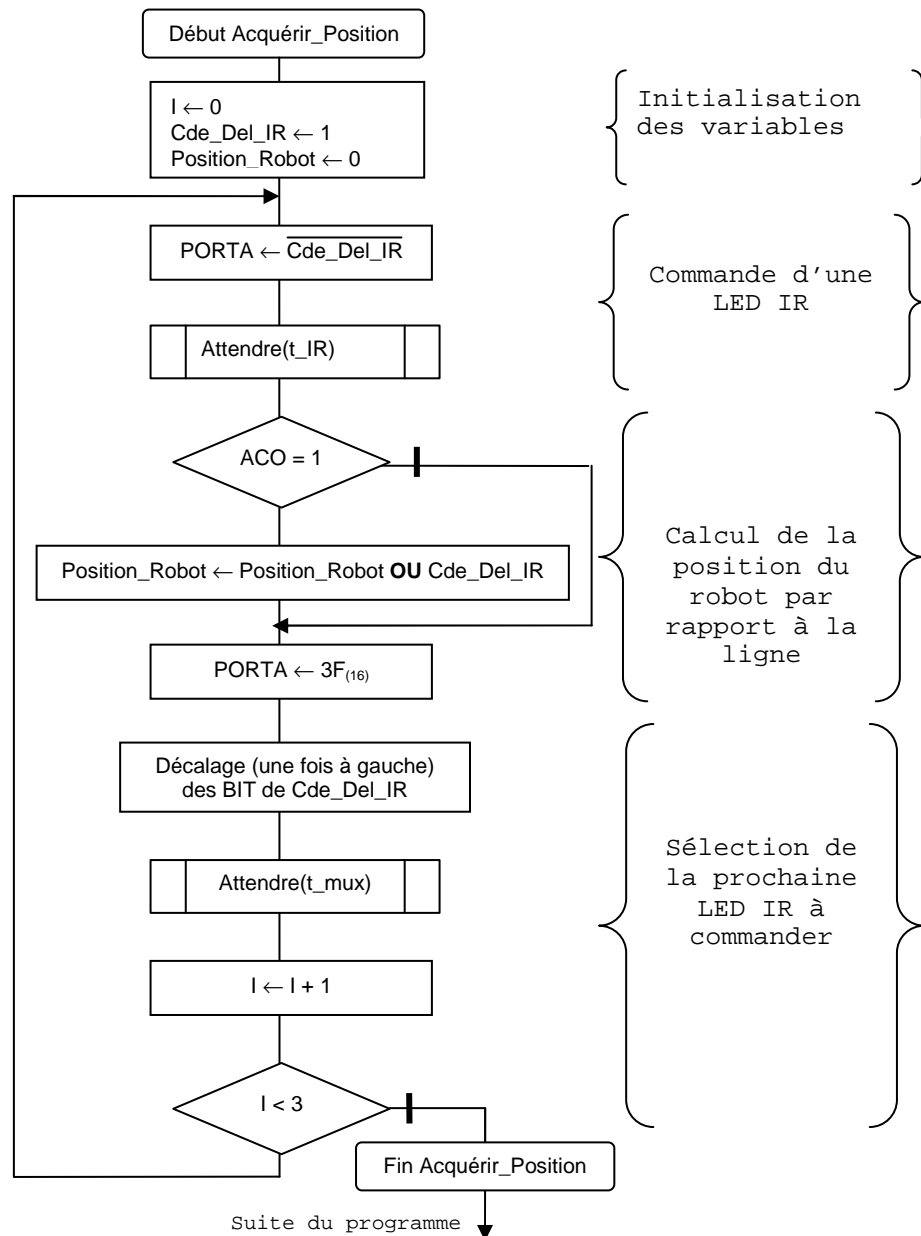 Début Acquérir_Position
I ← 0
Cde_Del_IR ← 1
Position_Robot ← 0
Initialisation
des variables
PORTA ← C̅d̅e̅_̅D̅e̅l̅_̅I̅R̅
Commande d'une
LED IR
Attendre(t_IR)
ACO = 1
Position_Robot ← Position_Robot OU Cde_Del_IR
Calcul de la
position du
robot par
rapport à la
ligne
PORTA ← 3F₍₁₆₎
Décalage (une fois à gauche)
des BIT de Cde_Del_IR
Attendre(t_mux)
Sélection de
la prochaine
LED IR à
commander
I ← I + 1
I < 3
Fin Acquérir_Position
Suite du programme